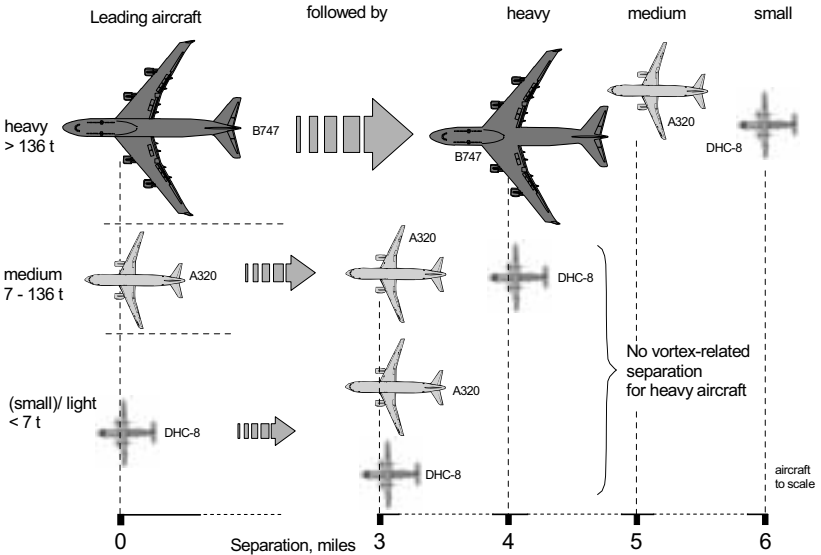 Leading aircraft
followed by
heavy
medium
small
heavy
> 136 t
B747
B747
A320
DHC-8
medium
7 - 136 t
A320
A320
DHC-8
No vortex-related
separation
for heavy aircraft
(small)/ light
< 7 t
DHC-8
A320
DHC-8
aircraft
to scale
0
Separation, miles
3
4
5
6